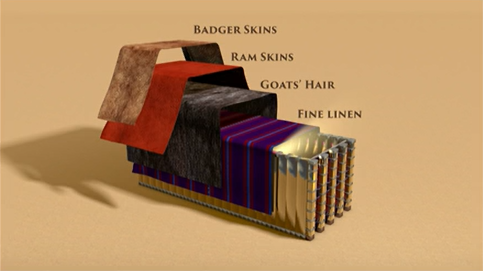 Badger Skins
Ram Skins
Goats' Hair
Fine linen